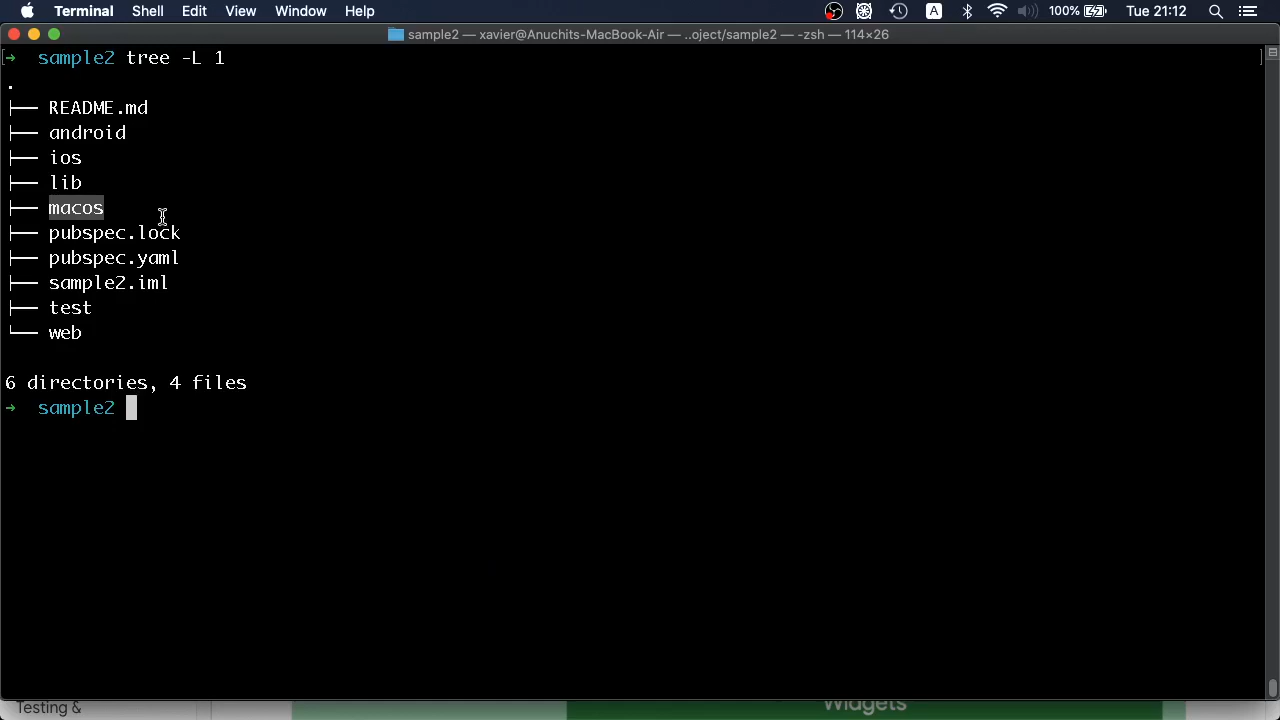 Terminal Shell Edit View Window Help A 100% Tue 21:12
sample2 — xavier@Anuchits-MacBook-Air — ..oject/sample2 — -zsh — 114×26
[➜ sample2 tree -L 1 ]
.
├── README.md
├── android
├── ios
├── lib
├── macos
├── pubspec.lock
├── pubspec.yaml
├── sample2.iml
├── test
└── web
6 directories, 4 files
➜ sample2
Testing & Widgets